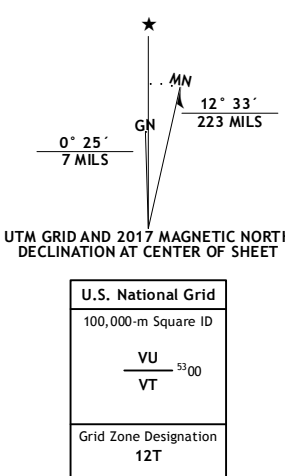 ★
MN
GN
12° 33´
223 MILS
0° 25´
7 MILS
UTM GRID AND 2017 MAGNETIC NORTH
DECLINATION AT CENTER OF SHEET
U.S. National Grid
100,000-m Square ID
VU
5300
VT
Grid Zone Designation
12T